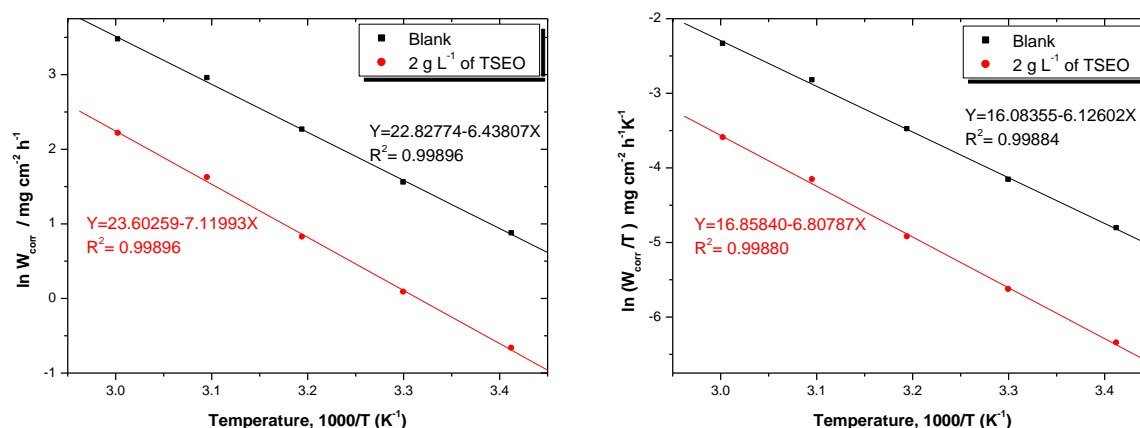 ln W_corr / mg cm⁻² h⁻¹
3
2
1
0
-1
3.0
3.1
3.2
3.3
3.4
Temperature, 1000/T (K⁻¹)
Blank
2 g L⁻¹ of TSEO
Y=22.82774-6.43807X
R²= 0.99896
Y=23.60259-7.11993X
R²= 0.99896
ln (W_corr /T ) mg cm⁻² h⁻¹K⁻¹
-2
-3
-4
-5
-6
3.0
3.1
3.2
3.3
3.4
Temperature, 1000/T (K⁻¹)
Blank
2 g L⁻¹ of TSEO
Y=16.08355-6.12602X
R²= 0.99884
Y=16.85840-6.80787X
R²= 0.99880